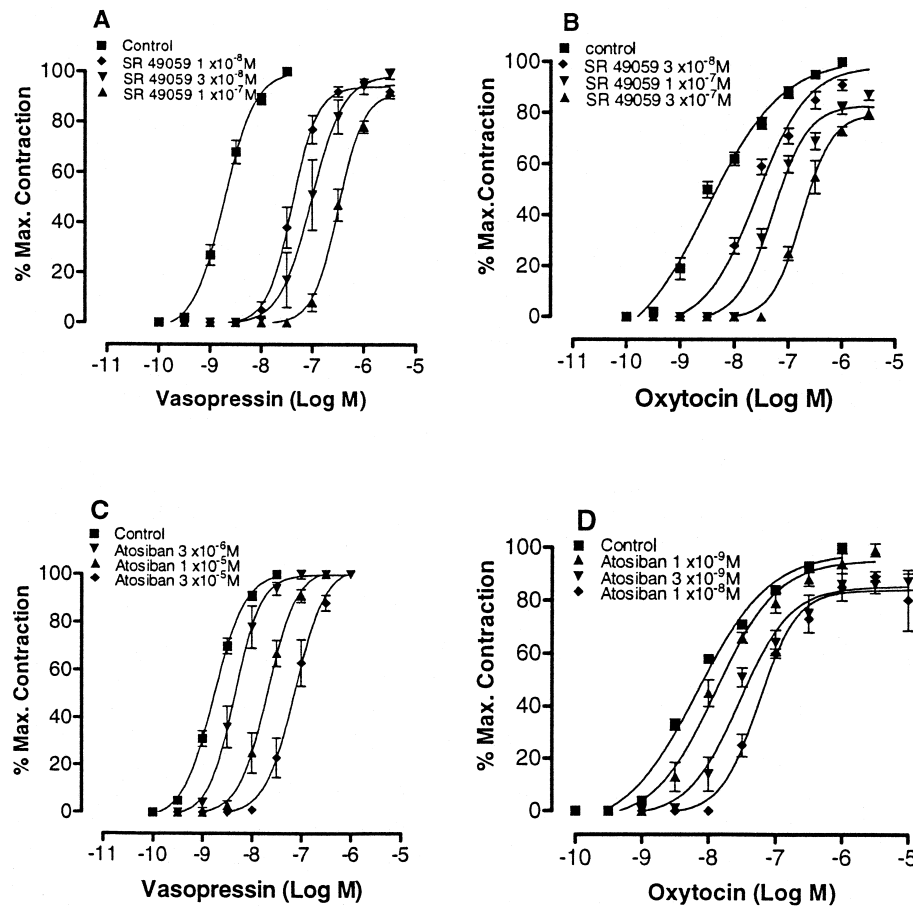 A
Control
SR 49059 1 x10⁻⁸M
SR 49059 3 x10⁻⁸M
SR 49059 1 x10⁻⁷M
% Max. Contraction
100
80
60
40
20
0
-11
-10
-9
-8
-7
-6
-5
Vasopressin (Log M)
B
control
SR 49059 3 x10⁻⁸M
SR 49059 1 x10⁻⁷M
SR 49059 3 x10⁻⁷M
% Max.Contraction
100
80
60
40
20
0
-11
-10
-9
-8
-7
-6
-5
Oxytocin (Log M)
C
Control
Atosiban 3 x10⁻⁶M
Atosiban 1 x10⁻⁵M
Atosiban 3 x10⁻⁵M
% Max. Contraction
100
80
60
40
20
0
-11
-10
-9
-8
-7
-6
-5
Vasopressin (Log M)
D
Control
Atosiban 1 x10⁻⁹M
Atosiban 3 x10⁻⁹M
Atosiban 1 x10⁻⁸M
% Max. Contraction
100
80
60
40
20
0
-10
-9
-8
-7
-6
-5
Oxytocin (Log M)